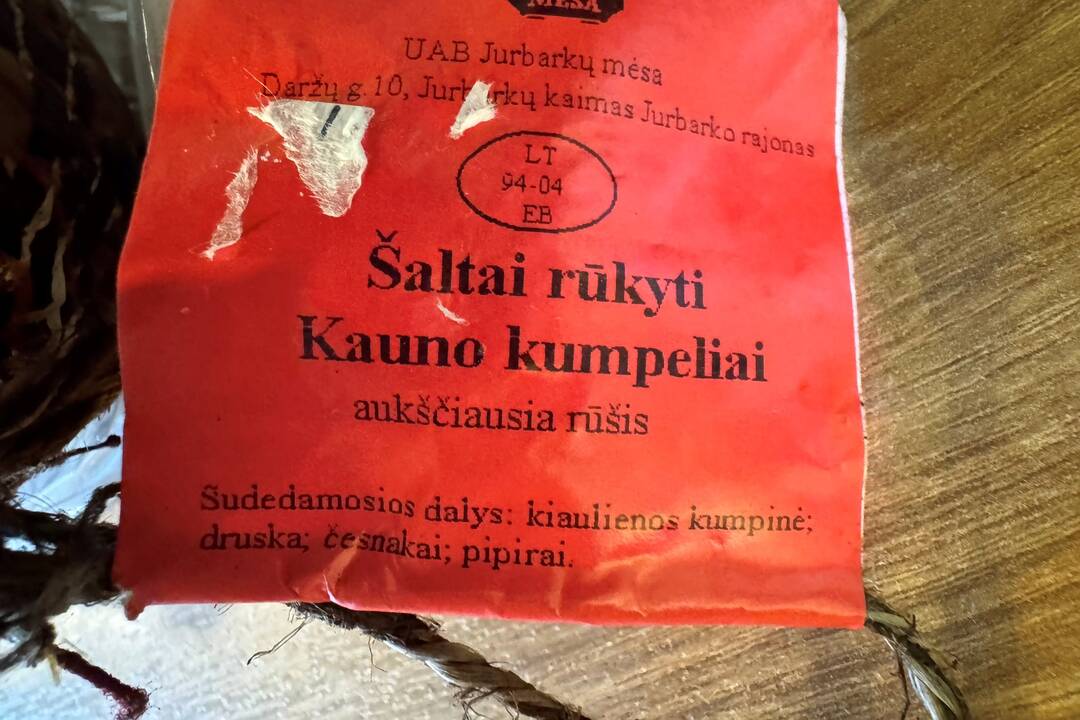 MĖSA
UAB Jurbarkų mėsa
Daržų g. 10, Jurbarkų kaimas Jurbarko rajonas
LT
94-04
EB
Šaltai rūkyti
Kauno kumpeliai
aukščiausia rūšis
Sudedamosios dalys: kiaulienos kumpinė;
druska; česnakai; pipirai.